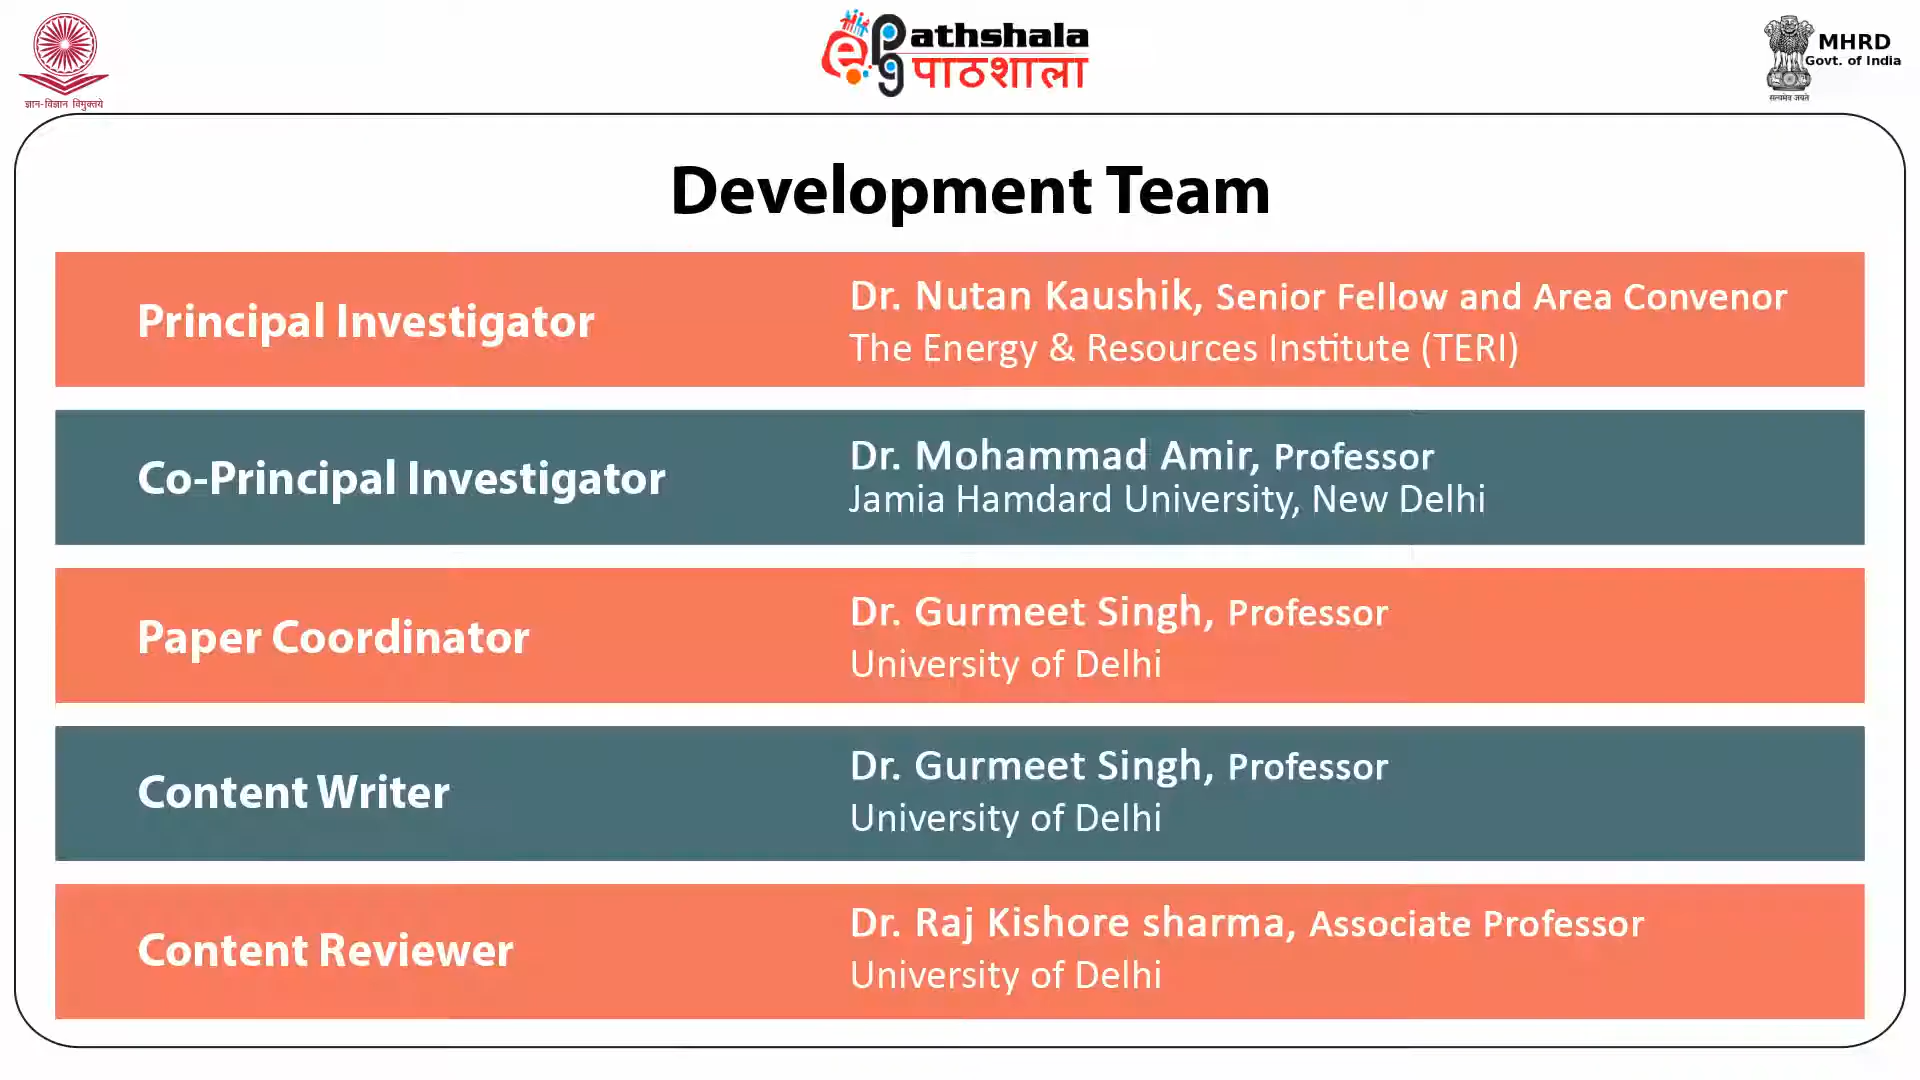 ज्ञान-विज्ञान विमुक्तये
ePathshala
पाठशाला
MHRD
Govt. of India
सत्यमेव जयते
Development Team
Principal Investigator
Dr. Nutan Kaushik, Senior Fellow and Area Convenor
The Energy & Resources Institute (TERI)
Co-Principal Investigator
Dr. Mohammad Amir, Professor
Jamia Hamdard University, New Delhi
Paper Coordinator
Dr. Gurmeet Singh, Professor
University of Delhi
Content Writer
Dr. Gurmeet Singh, Professor
University of Delhi
Content Reviewer
Dr. Raj Kishore sharma, Associate Professor
University of Delhi